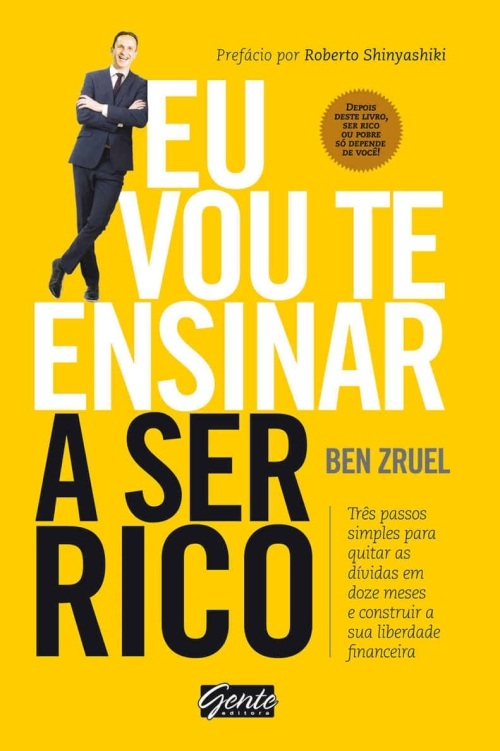 Prefácio por Roberto Shinyashiki
DEPOIS
DESTE LIVRO,
SER RICO
OU POBRE
SÓ DEPENDE
DE VOCÊ!
EU
VOU TE
ENSINAR
A SER
RICO
BEN ZRUEL
Três passos
simples para
quitar as
dívidas em
doze meses
e construir a
sua liberdade
financeira
Gente
editora